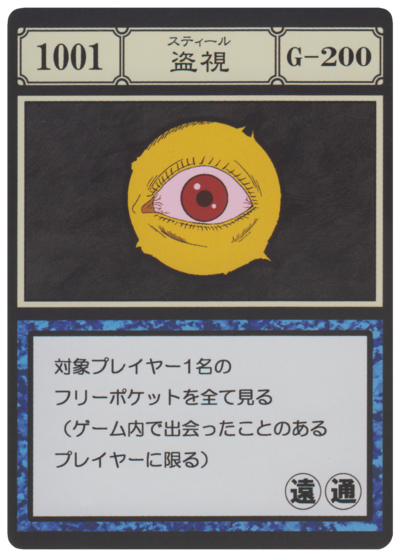 1001
スティール
盗視
G-200
対象プレイヤー1名の
フリーポケットを全て見る
（ゲーム内で出会ったことのある
プレイヤーに限る）
遠 通